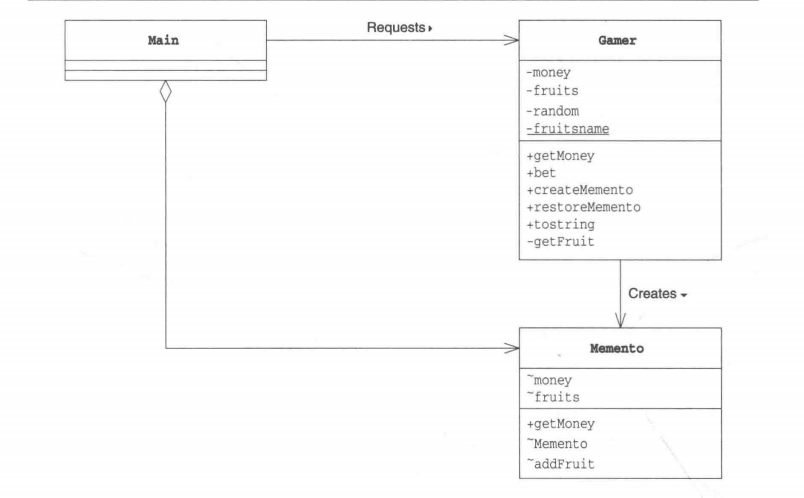 Main
Requests ▸
Gamer
-money
-fruits
-random
-fruitsname
+getMoney
+bet
+createMemento
+restoreMemento
+tostring
-getFruit
Creates ▾
Memento
~money
~fruits
+getMoney
~Memento
~addFruit